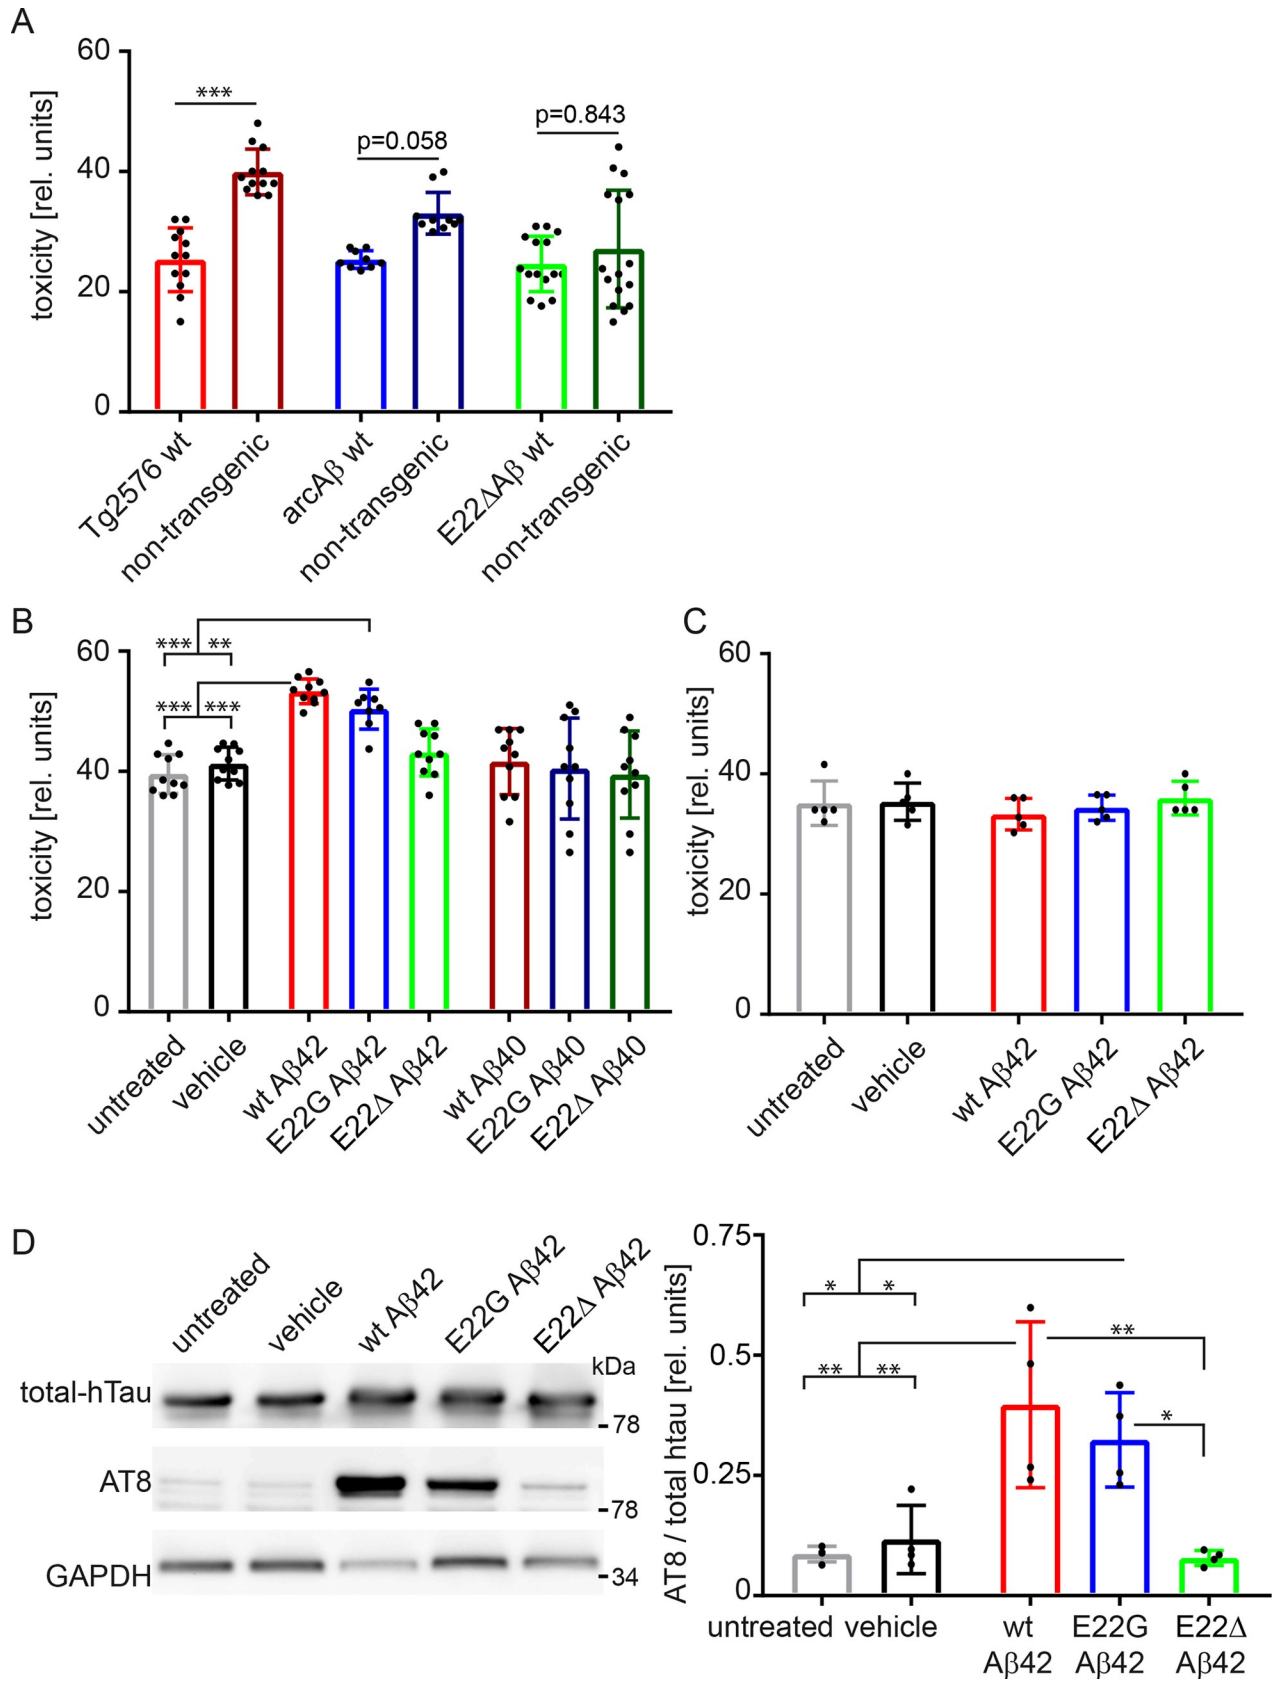 A
60
40
20
0
toxicity [rel. units]
***
p=0.058
p=0.843
Tg2576 wt
non-transgenic
arcAβ wt
non-transgenic
E22ΔAβ wt
non-transgenic
B
60
40
20
0
toxicity [rel. units]
*** **
*** ***
untreated
vehicle
wt Aβ42
E22G Aβ42
E22Δ Aβ42
wt Aβ40
E22G Aβ40
E22Δ Aβ40
C
60
40
20
0
toxicity [rel. units]
untreated
vehicle
wt Aβ42
E22G Aβ42
E22Δ Aβ42
D
untreated
vehicle
wt Aβ42
E22G Aβ42
E22Δ Aβ42
kDa
total-hTau
-78
AT8
-78
GAPDH
-34
0.75
0.5
0.25
0
AT8 / total htau [rel. units]
* *
** **
**
*
untreated
vehicle
wt
Aβ42
E22G
Aβ42
E22Δ
Aβ42